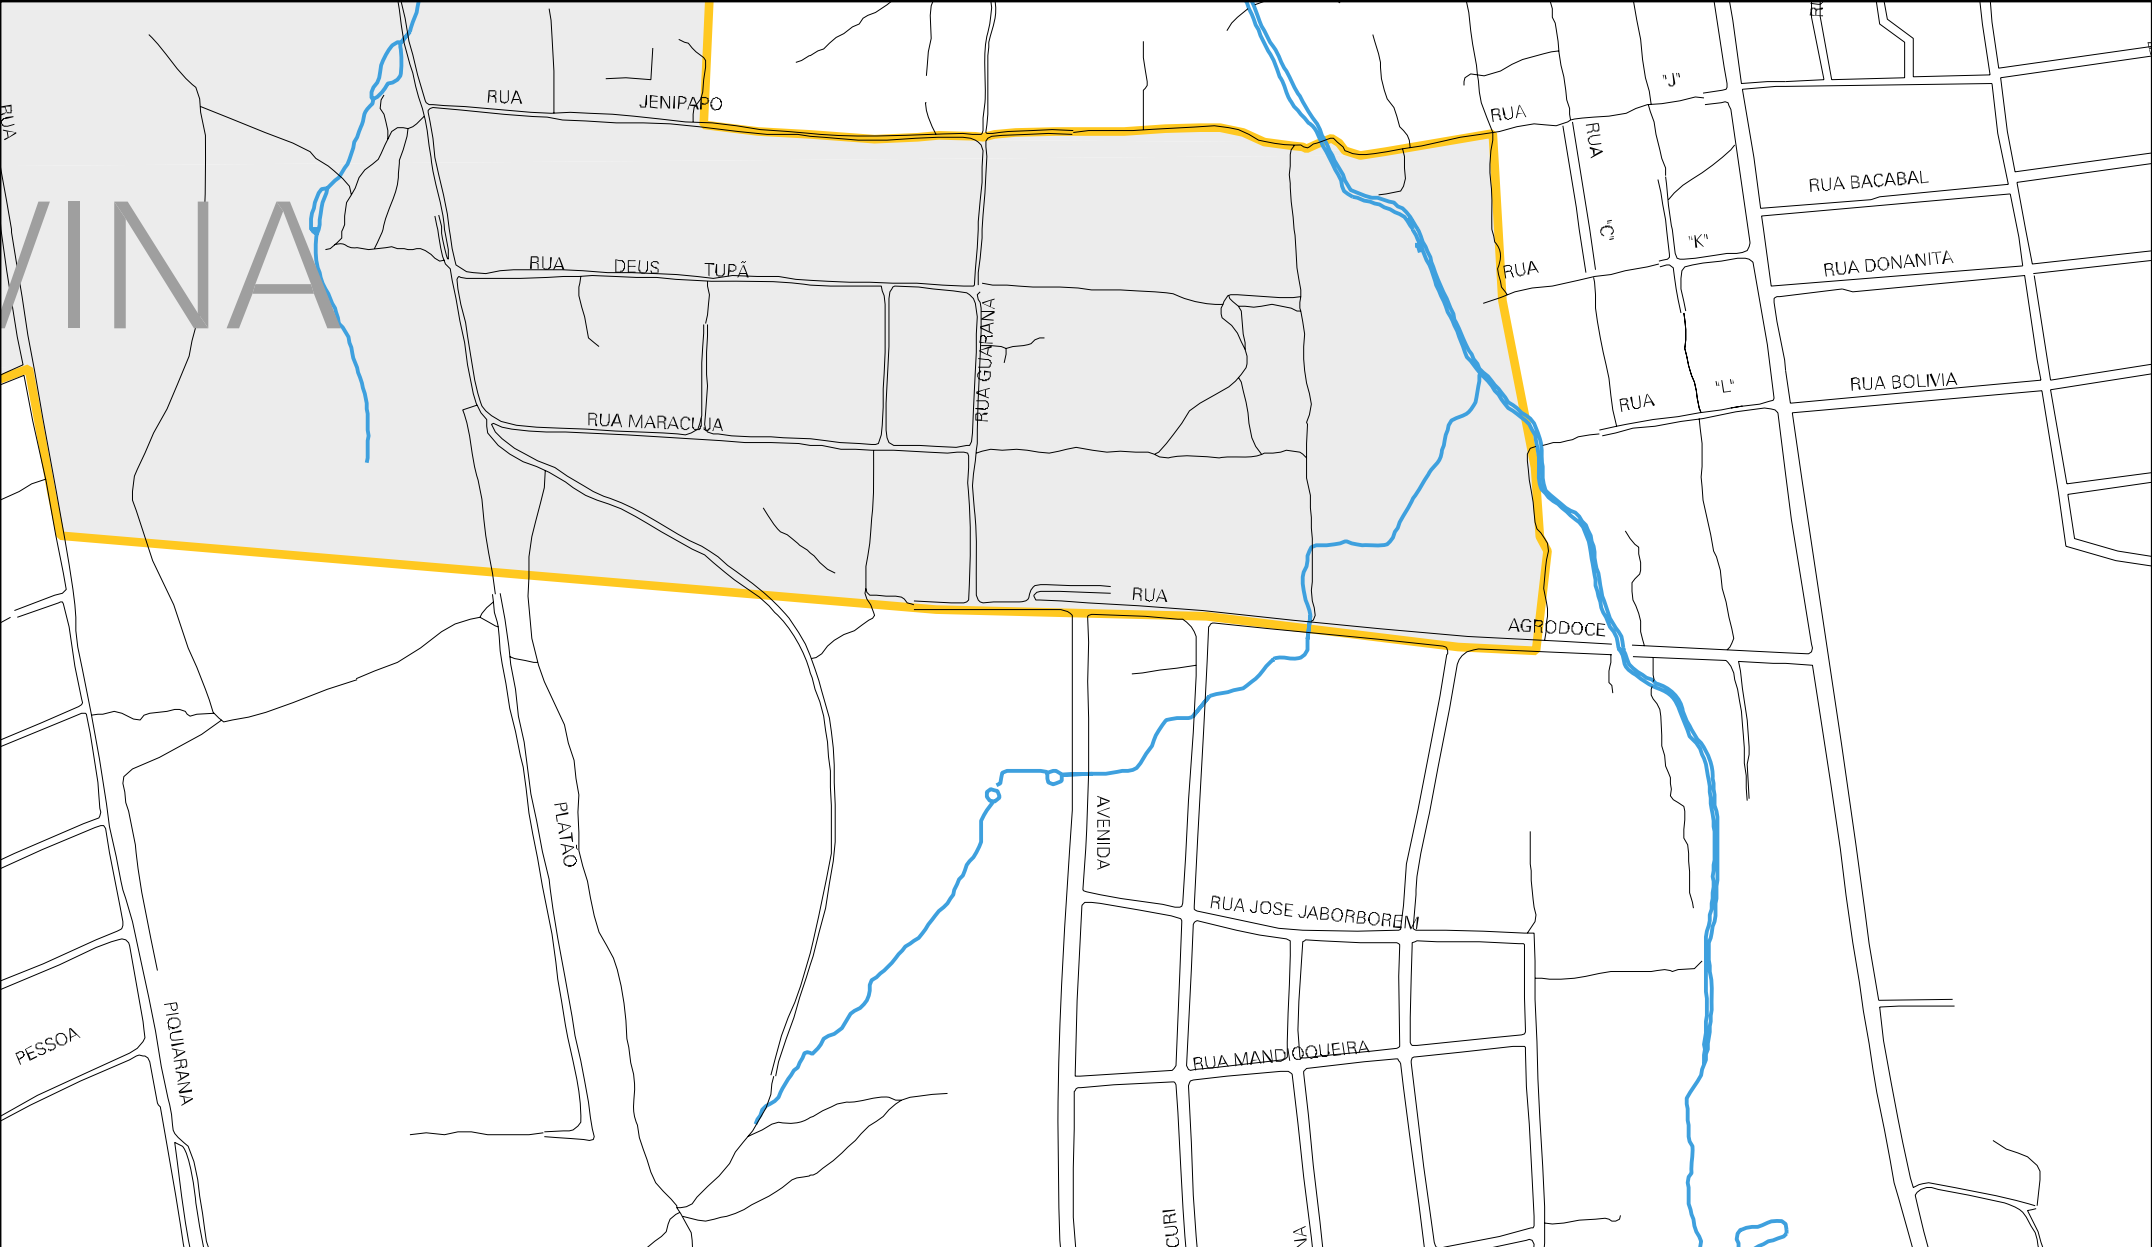 RUA JENIPAPO
RUA
RUA
"J"
RUA
"C"
RUA BACABAL
VINA
"K"
RUA DEUS TUPÃ
RUA
RUA DONANITA
RUA GUARANÁ
RUA BOLIVIA
"L"
RUA
RUA MARACUJA
RUA AGRODOCE
PLATÃO
AVENIDA
RUA JOSE JABORBOREM
PIQUIARANA
PESSOA
RUA MANDIOQUEIRA
CURI
NA